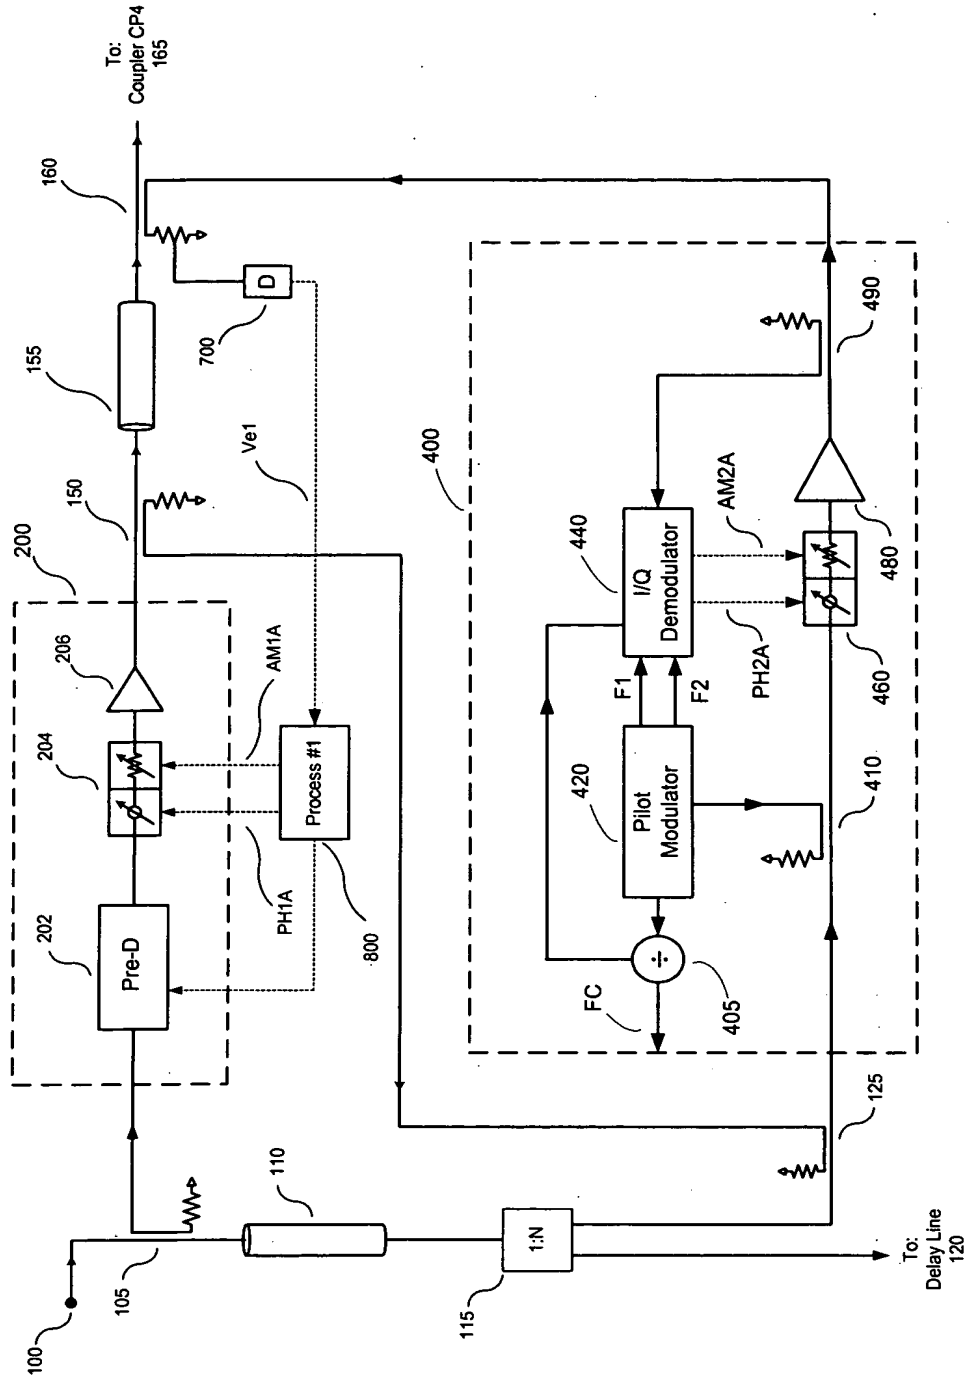 To:
Coupler CP4
165
160
155
150
200
206
204
202
Pre-D
D
700
Ve1
AM1A
PH1A
Process #1
800
400
490
440
I/Q
Demodulator
AM2A
PH2A
480
460
F1
F2
420
Pilot
Modulator
410
÷
405
FC
125
110
105
100
1:N
115
To:
Delay Line
120